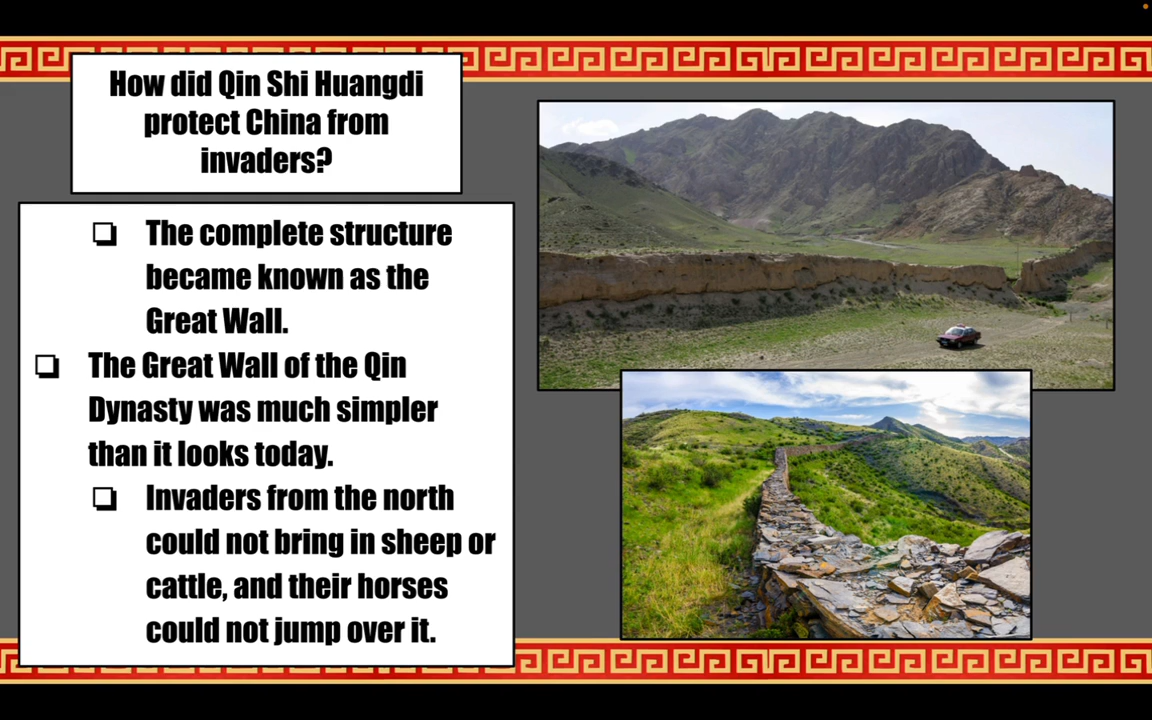 How did Qin Shi Huangdi
protect China from
invaders?
❏ The complete structure
became known as the
Great Wall.
❏ The Great Wall of the Qin
Dynasty was much simpler
than it looks today.
❏ Invaders from the north
could not bring in sheep or
cattle, and their horses
could not jump over it.